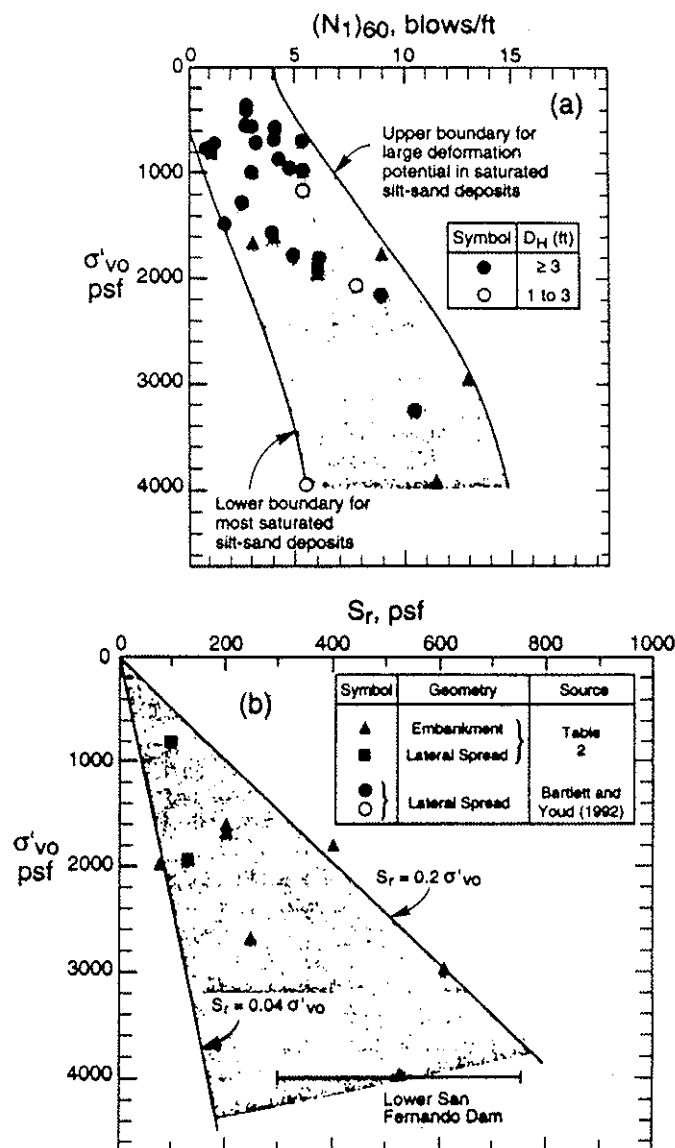 (N1)60, blows/ft
0 5 10 15
0
(a)
Upper boundary for
large deformation
potential in saturated
silt-sand deposits
1000
Symbol DH (ft)
≥ 3
1 to 3
σ'vo
psf
2000
3000
4000
Lower boundary for
most saturated
silt-sand deposits
Sr, psf
0 200 400 600 800 1000
0
(b)
Symbol Geometry Source
Embankment
Lateral Spread
Table
2
Lateral Spread
Bartlett and
Youd (1992)
1000
σ'vo
psf
2000
Sr = 0.2 σ'vo
3000
Sr = 0.04 σ'vo
4000
Lower San
Fernando Dam